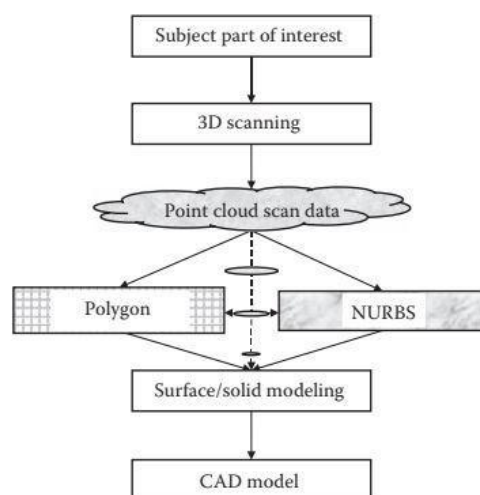 Subject part of interest
3D scanning
Point cloud scan data
Polygon
NURBS
Surface/solid modeling
CAD model